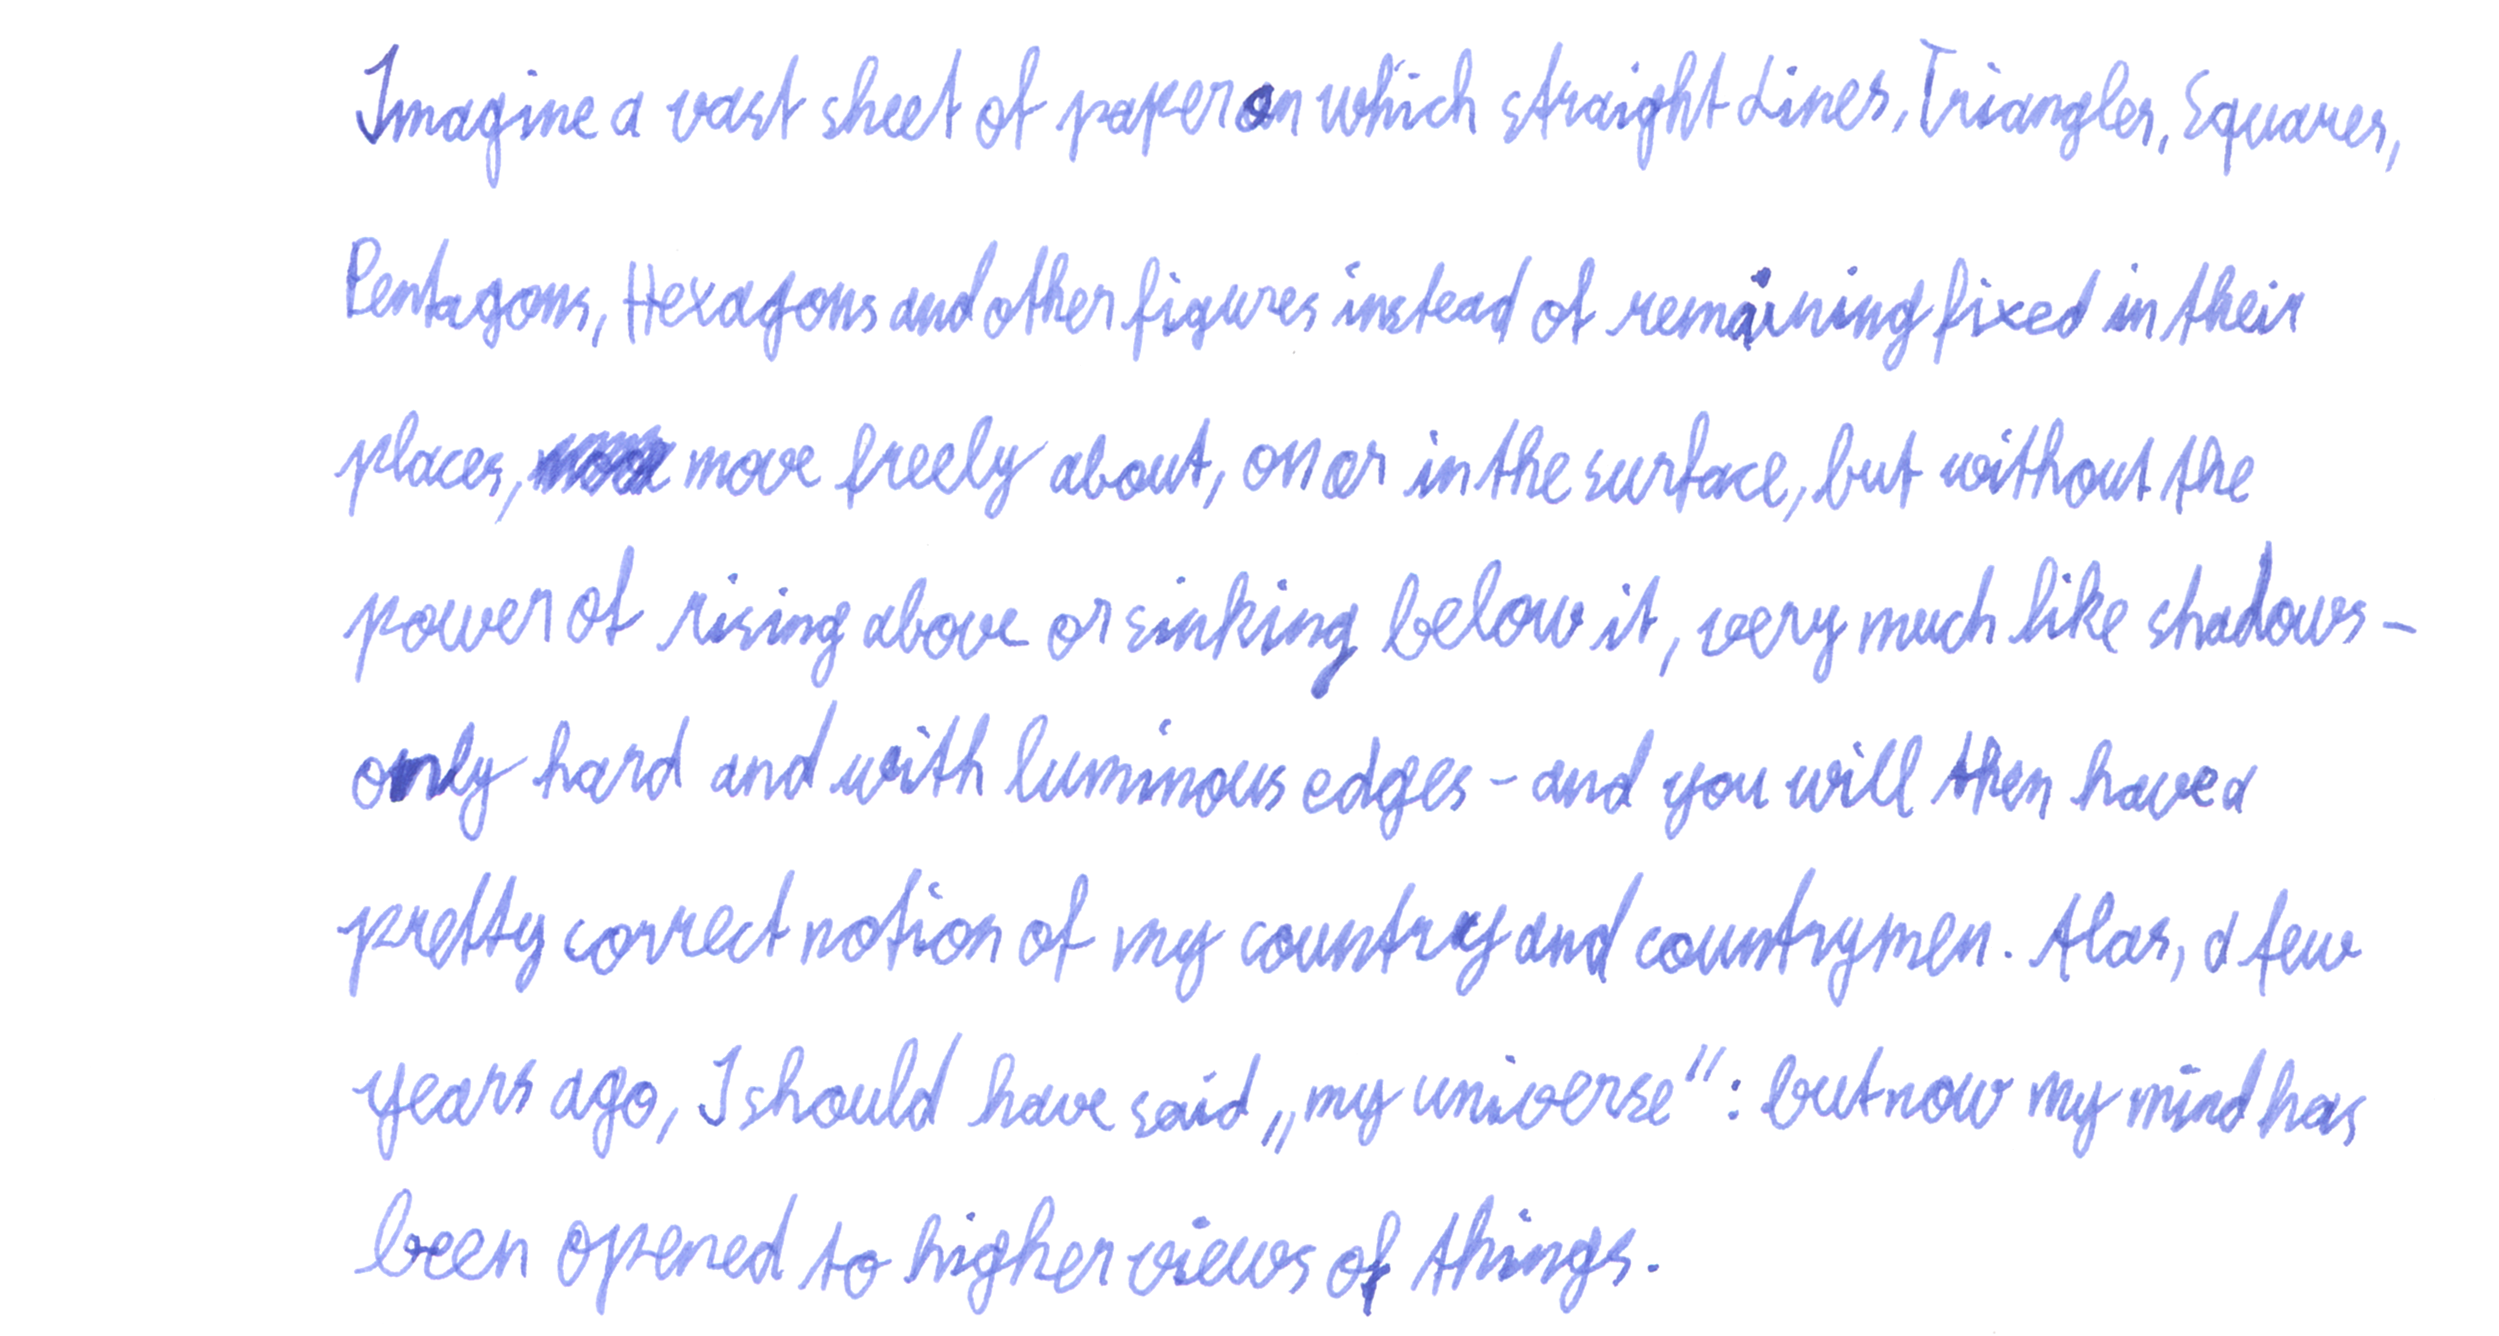 Imagine a vast sheet of paper on which straight Lines, Triangles, Squares,
Pentagons, Hexagons and other figures instead of remaining fixed in their
places, move freely about, on or in the surface, but without the
power of rising above or sinking below it, very much like shadows -
only hard and with luminous edges - and you will then have a
pretty correct notion of my country and countrymen. Alas, a few
years ago, I should have said „my universe": but now my mind has
been opened to higher views of things.